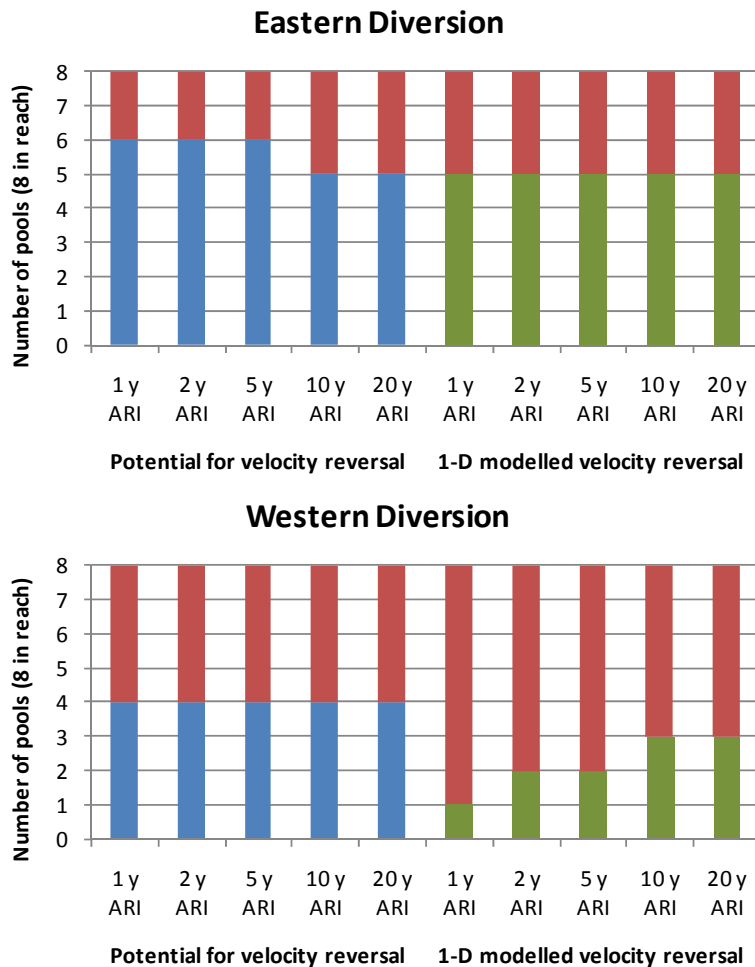 Eastern Diversion
Number of pools (8 in reach)
8
7
6
5
4
3
2
1
0
1 y 2 y 5 y 10 y 20 y 1 y 2 y 5 y 10 y 20 y
ARI ARI ARI ARI ARI ARI ARI ARI ARI ARI
Potential for velocity reversal 1-D modelled velocity reversal
Western Diversion
Number of pools (8 in reach)
8
7
6
5
4
3
2
1
0
1 y 2 y 5 y 10 y 20 y 1 y 2 y 5 y 10 y 20 y
ARI ARI ARI ARI ARI ARI ARI ARI ARI ARI
Potential for velocity reversal 1-D modelled velocity reversal